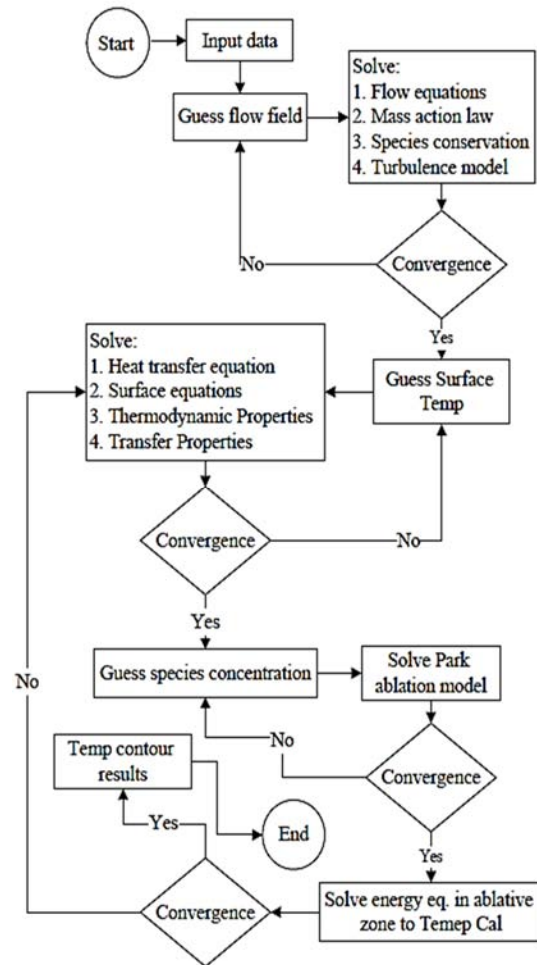 Start
Input data
Guess flow field
Solve:
1. Flow equations
2. Mass action law
3. Species conservation
4. Turbulence model
No
Convergence
Yes
Solve:
1. Heat transfer equation
2. Surface equations
3. Thermodynamic Properties
4. Transfer Properties
Guess Surface
Temp
Convergence
No
Yes
No
Guess species concentration
Solve Park
ablation model
No
Temp contour
results
Convergence
Yes
End
Yes
Convergence
Solve energy eq. in ablative
zone to Temep Cal